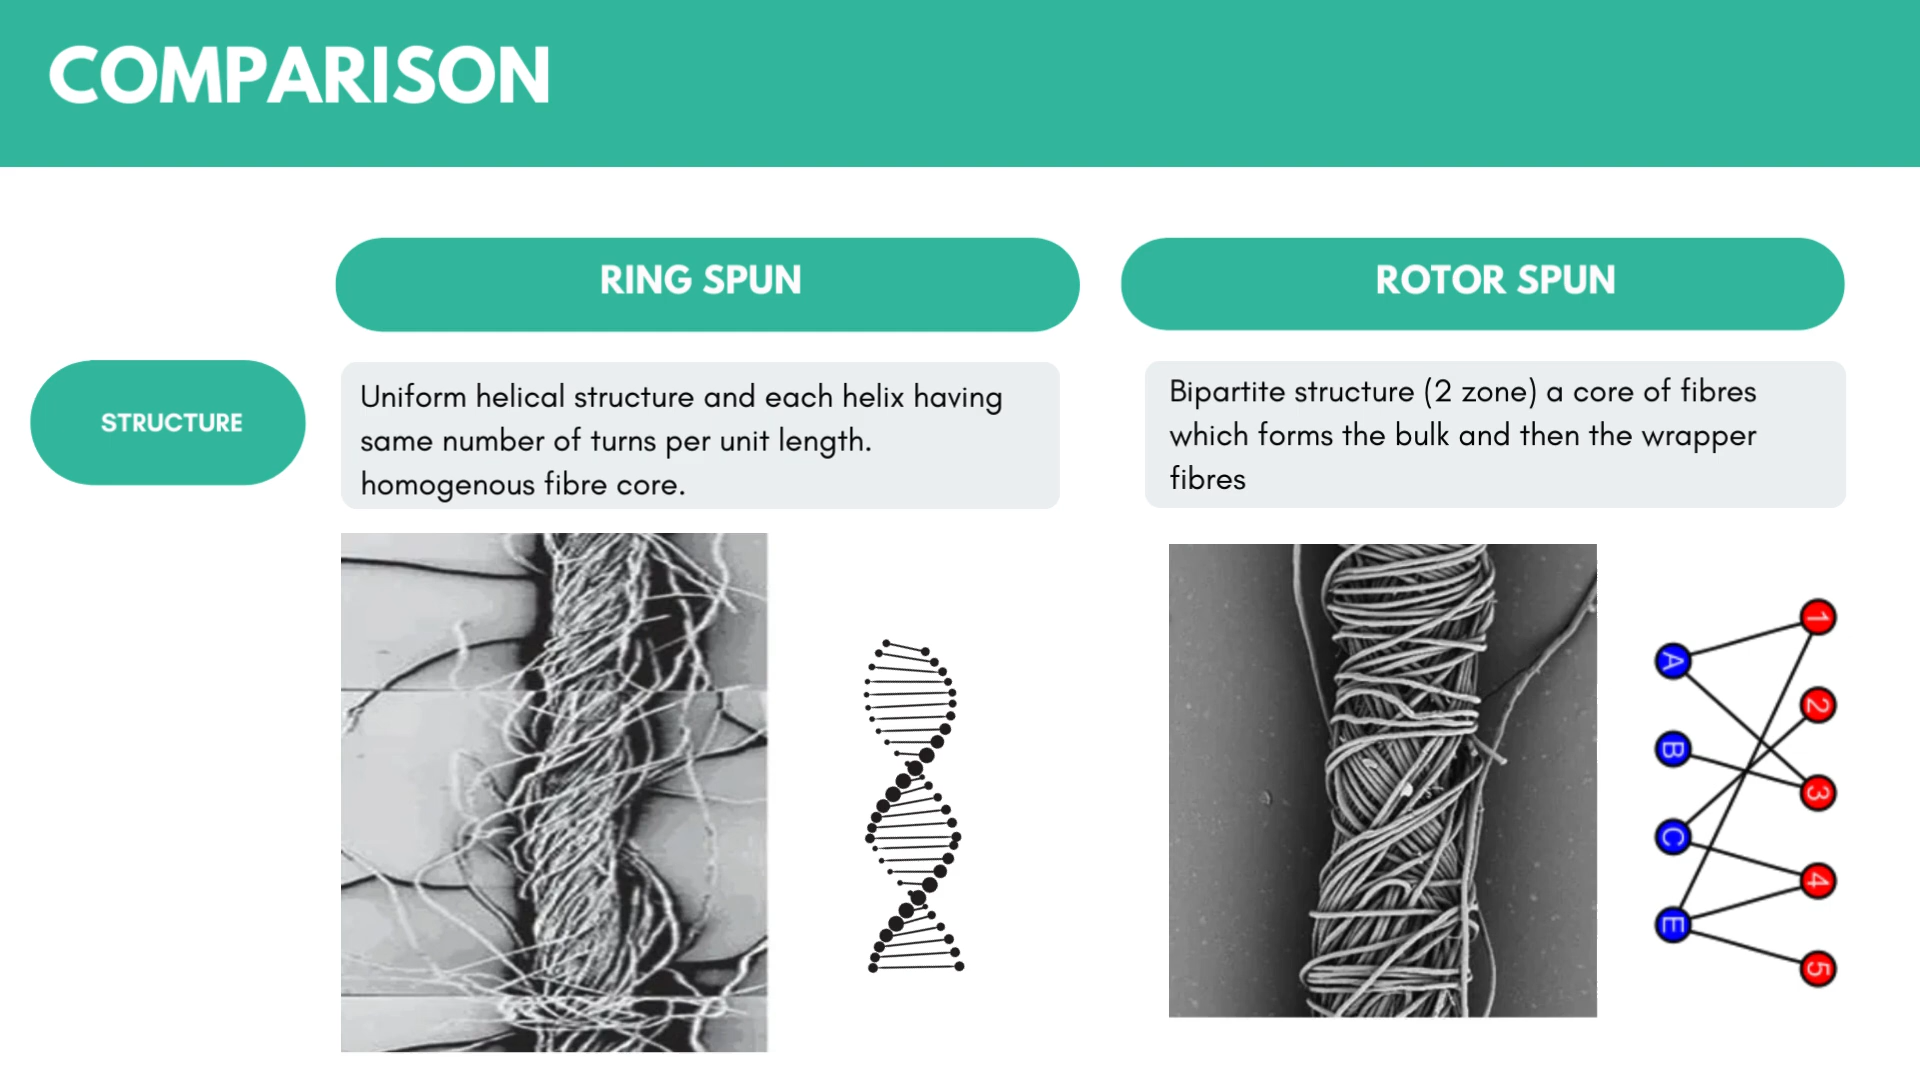 COMPARISON
RING SPUN
ROTOR SPUN
STRUCTURE
Uniform helical structure and each helix having
same number of turns per unit length.
homogenous fibre core.
Bipartite structure (2 zone) a core of fibres
which forms the bulk and then the wrapper
fibres
1
A
2
B
3
C
4
E
5